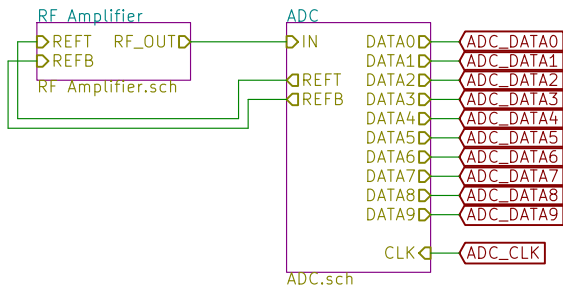 RF Amplifier
REFT RF_OUT
REFB
RF Amplifier.sch
ADC
IN DATA0 ADC_DATA0
DATA1 ADC_DATA1
REFT DATA2 ADC_DATA2
REFB DATA3 ADC_DATA3
DATA4 ADC_DATA4
DATA5 ADC_DATA5
DATA6 ADC_DATA6
DATA7 ADC_DATA7
DATA8 ADC_DATA8
DATA9 ADC_DATA9
CLK ADC_CLK
ADC.sch